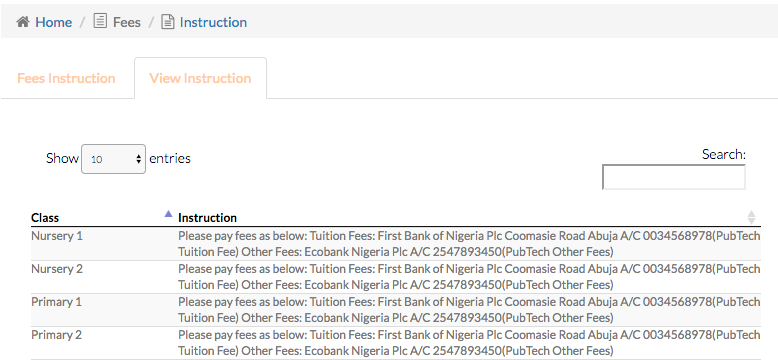 Home / Fees / Instruction
Fees Instruction View Instruction
Show 10 entries
Search:
Class Instruction
Nursery 1 Please pay fees as below: Tuition Fees: First Bank of Nigeria Plc Coomasie Road Abuja A/C 0034568978(PubTech
Tuition Fee) Other Fees: Ecobank Nigeria Plc A/C 2547893450(PubTech Other Fees)
Nursery 2 Please pay fees as below: Tuition Fees: First Bank of Nigeria Plc Coomasie Road Abuja A/C 0034568978(PubTech
Tuition Fee) Other Fees: Ecobank Nigeria Plc A/C 2547893450(PubTech Other Fees)
Primary 1 Please pay fees as below: Tuition Fees: First Bank of Nigeria Plc Coomasie Road Abuja A/C 0034568978(PubTech
Tuition Fee) Other Fees: Ecobank Nigeria Plc A/C 2547893450(PubTech Other Fees)
Primary 2 Please pay fees as below: Tuition Fees: First Bank of Nigeria Plc Coomasie Road Abuja A/C 0034568978(PubTech
Tuition Fee) Other Fees: Ecobank Nigeria Plc A/C 2547893450(PubTech Other Fees)